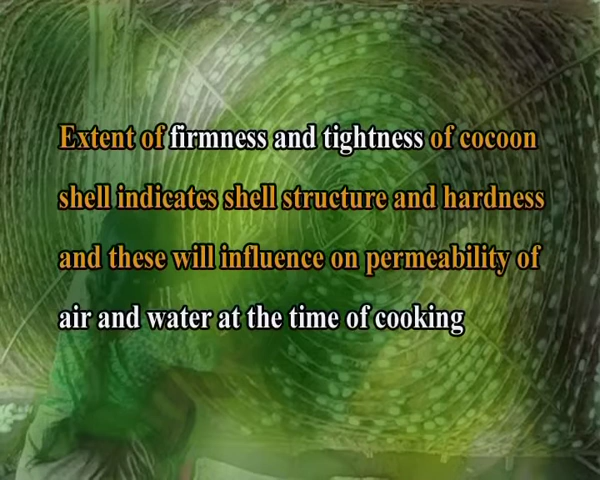 Extent of firmness and tightness of cocoon
shell indicates shell structure and hardness
and these will influence on permeability of
air and water at the time of cooking